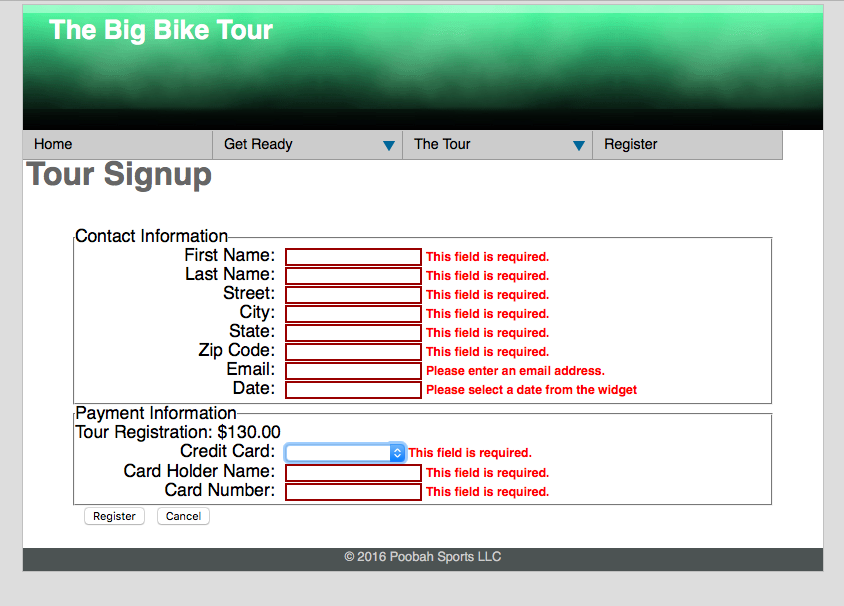 The Big Bike Tour
Home Get Ready The Tour Register
Tour Signup
Contact Information
First Name: This field is required.
Last Name: This field is required.
Street: This field is required.
City: This field is required.
State: This field is required.
Zip Code: This field is required.
Email: Please enter an email address.
Date: Please select a date from the widget
Payment Information
Tour Registration: $130.00
Credit Card: This field is required.
Card Holder Name: This field is required.
Card Number: This field is required.
Register Cancel
© 2016 Poobah Sports LLC